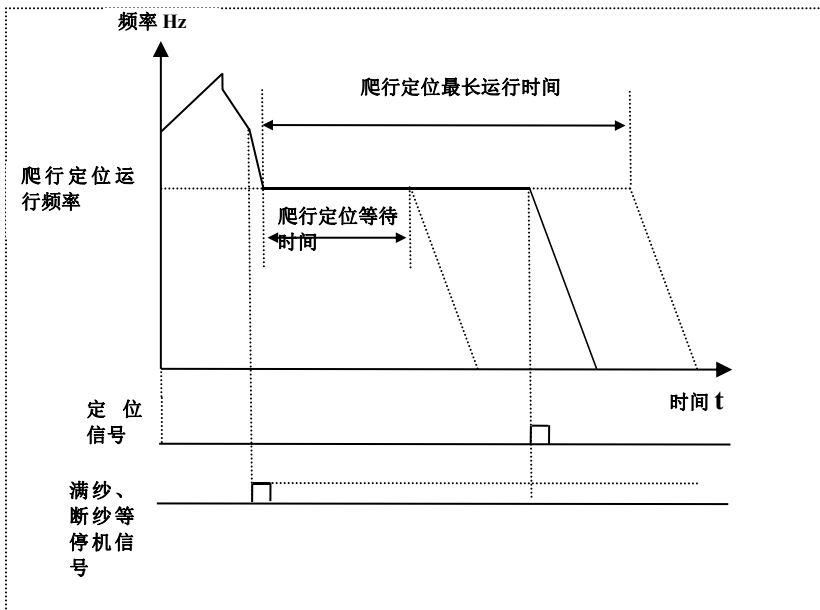 频率 Hz
爬行定位最长运行时间
爬行定位运
行频率
爬行定位等待
时间
时间 t
定 位
信号
满纱、
断纱等
停机信
号